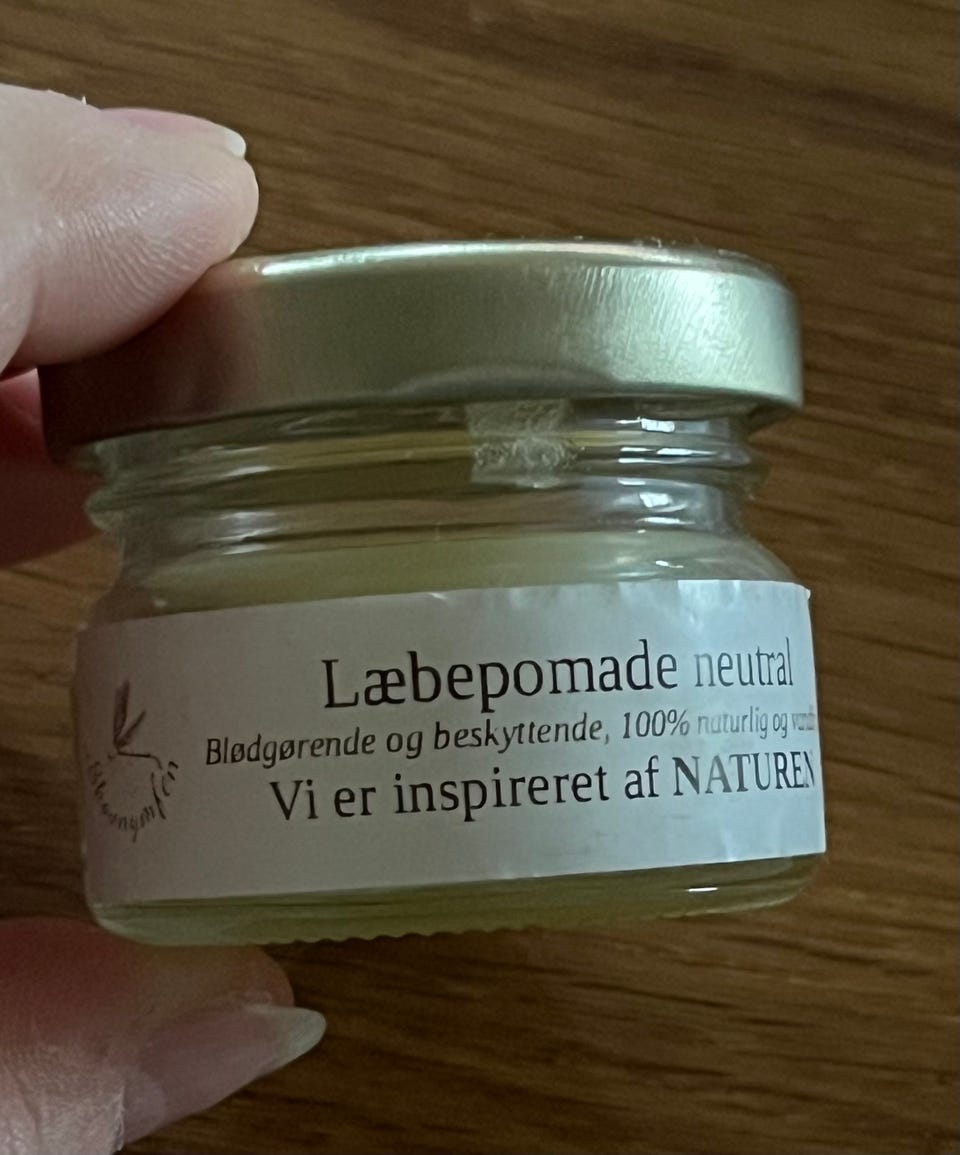 Læbepomade neutral
Blødgørende og beskyttende, 100% naturlig og
Vi er inspireret af NATUREN